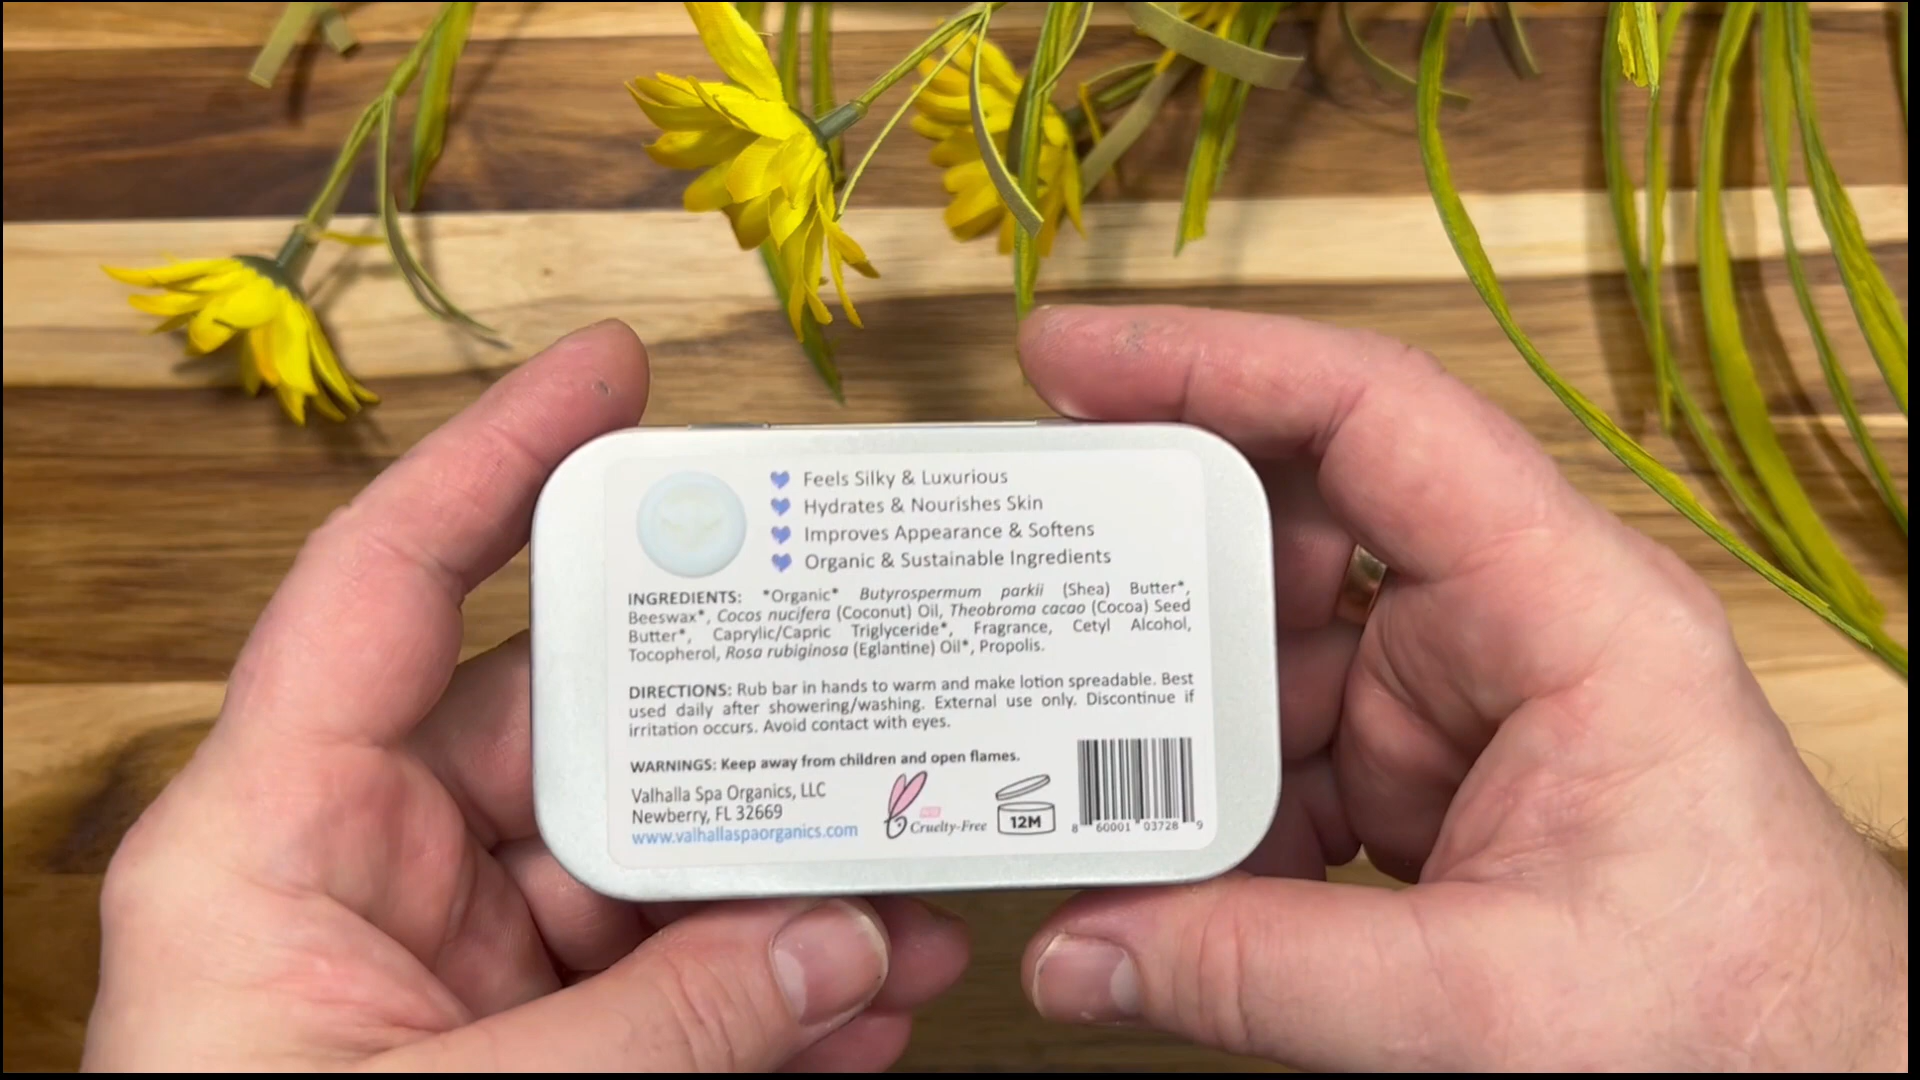 Feels Silky & Luxurious
Hydrates & Nourishes Skin
Improves Appearance & Softens
Organic & Sustainable Ingredients
INGREDIENTS: *Organic* Butyrospermum parkii (Shea) Butter*,
Beeswax*, Cocos nucifera (Coconut) Oil, Theobroma cacao (Cocoa) Seed
Butter*, Caprylic/Capric Triglyceride*, Fragrance, Cetyl Alcohol,
Tocopherol, Rosa rubiginosa (Eglantine) Oil*, Propolis.
DIRECTIONS: Rub bar in hands to warm and make lotion spreadable. Best
used daily after showering/washing. External use only. Discontinue if
irritation occurs. Avoid contact with eyes.
WARNINGS: Keep away from children and open flames.
Valhalla Spa Organics, LLC
Newberry, FL 32669
www.valhallaspaorganics.com
Cruelty-Free
12M
8 60001 03728 9